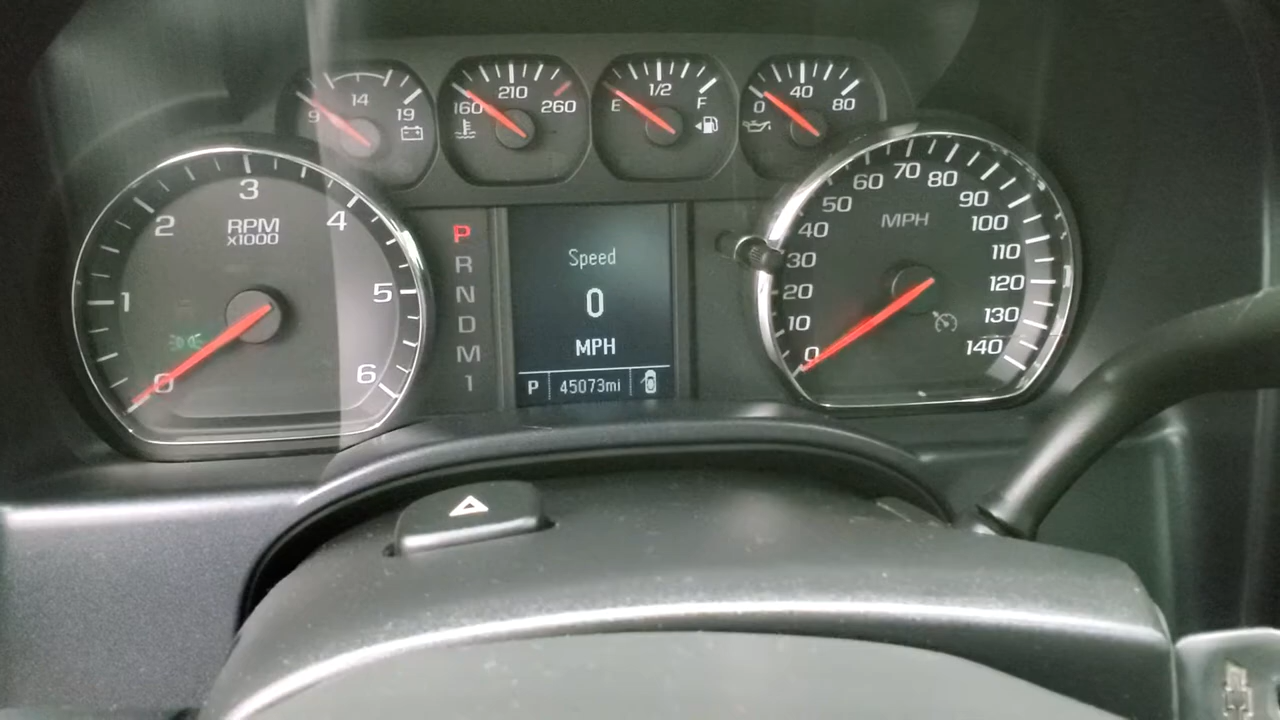 9 14 19
160 210 260
E 1/2 F
0 40 80
0 1 2 3 4 5 6
RPM
x1000
P
R
N
D
M
1
Speed
0
MPH
P 45073mi
0 10 20 30 40 50 60 70 80 90 100 110 120 130 140
MPH